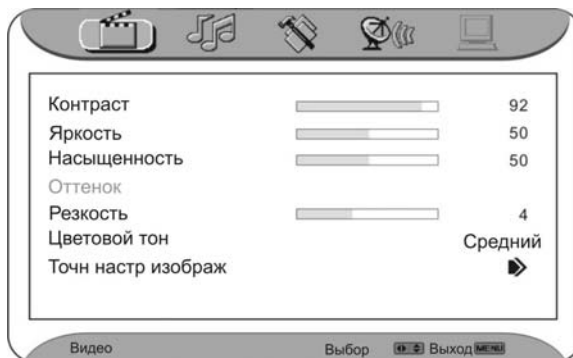 Контраст 92
Яркость 50
Насыщенность 50
Оттенок
Резкость 4
Цветовой тон Средний
Точн настр изображ
Видео Выбор Выход MENU